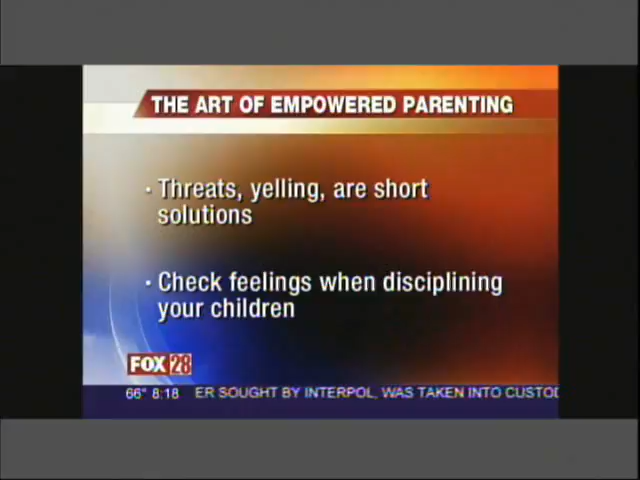 THE ART OF EMPOWERED PARENTING
· Threats, yelling, are short
solutions
· Check feelings when disciplining
your children
FOX 28
66° 8:18 ER SOUGHT BY INTERPOL, WAS TAKEN INTO CUSTOD